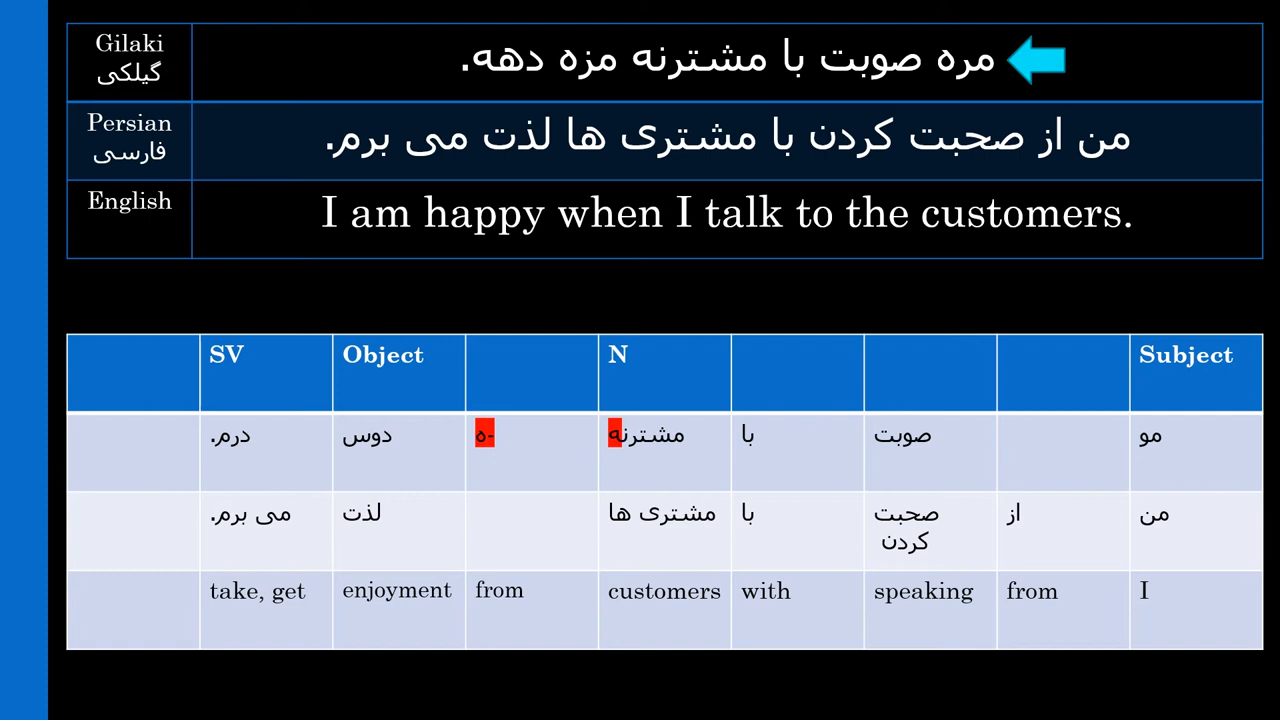 Gilaki
گیلکی
مره صوبت با مشترنه مزه دهه.
Persian
فارسی
من از صحبت کردن با مشتری ها لذت می برم.
English
I am happy when I talk to the customers.
SV Object N Subject
مو صوبت با مشترنه -ه دوس درم.
من از صحبت کردن با مشتری ها لذت می برم.
take, get enjoyment from customers with speaking from I